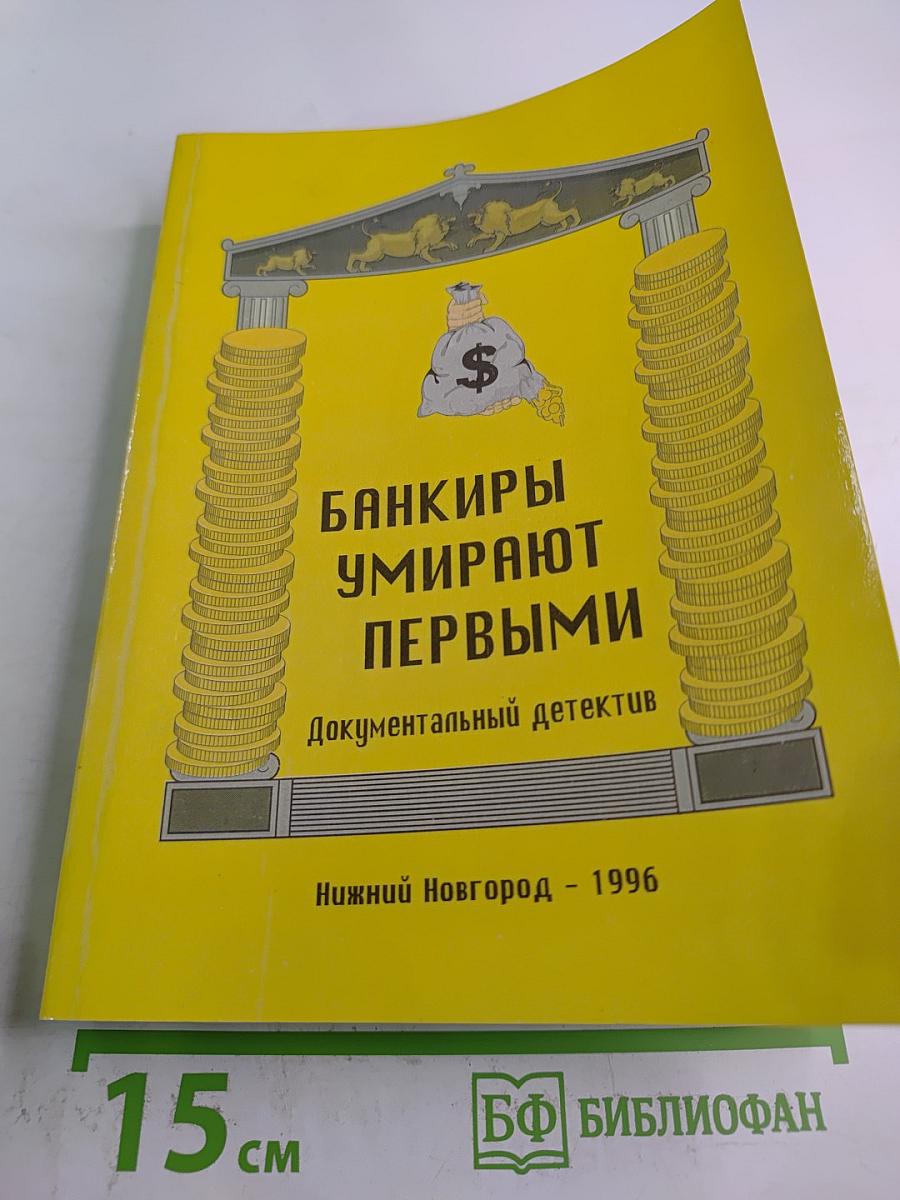 $
БАНКИРЫ
УМИРАЮТ
ПЕРВЫМИ
Документальный детектив
Нижний Новгород - 1996
15 см
БФ БИБЛИОФАН